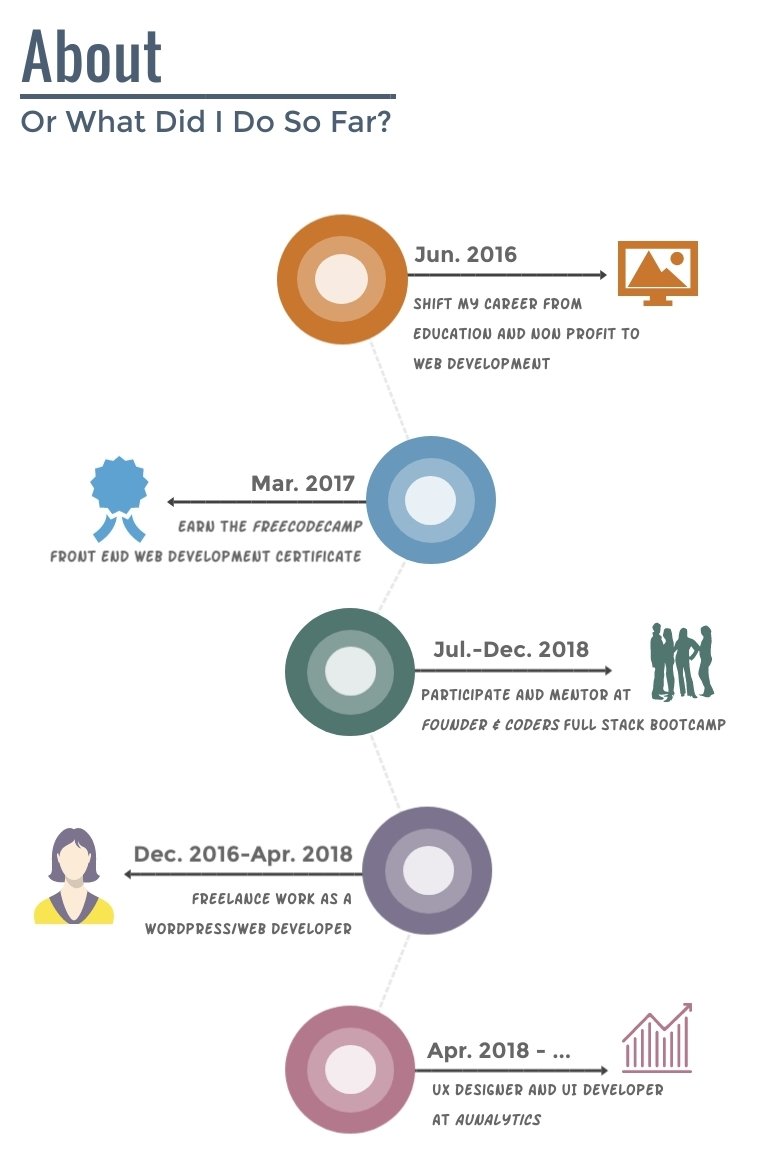 About
Or What Did I Do So Far?
Jun. 2016
SHIFT MY CAREER FROM
EDUCATION AND NON PROFIT TO
WEB DEVELOPMENT
Mar. 2017
EARN THE FREECODECAMP
FRONT END WEB DEVELOPMENT CERTIFICATE
Jul.-Dec. 2018
PARTICIPATE AND MENTOR AT
FOUNDER & CODERS FULL STACK BOOTCAMP
Dec. 2016-Apr. 2018
FREELANCE WORK AS A
WORDPRESS/WEB DEVELOPER
Apr. 2018 - ...
UX DESIGNER AND UI DEVELOPER
AT AUNALYTICS